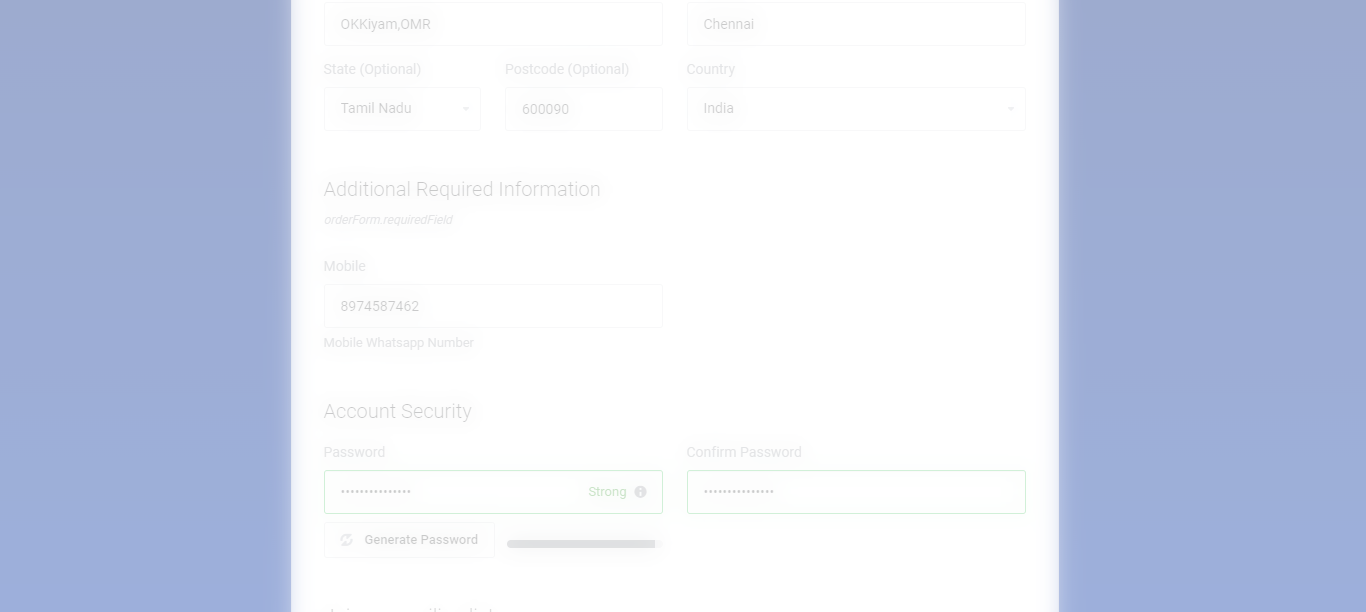 OKKiyam,OMR Chennai
State (Optional) Postcode (Optional) Country
Tamil Nadu 600090 India
Additional Required Information
orderForm.requiredField
Mobile
8974587462
Mobile Whatsapp Number
Account Security
Password Confirm Password
••••••••••••••• Strong •••••••••••••••
Generate Password